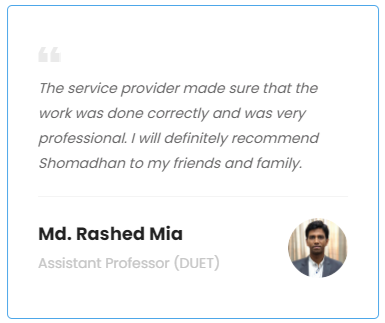 “
The service provider made sure that the
work was done correctly and was very
professional. I will definitely recommend
Shomadhan to my friends and family.
Md. Rashed Mia
Assistant Professor (DUET)